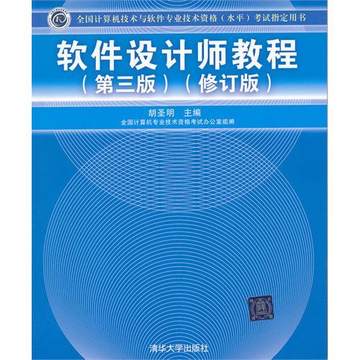 全国计算机技术与软件专业技术资格（水平）考试指定用书
软件设计师教程
（第三版）（修订版）
胡圣明 主编
全国计算机专业技术资格考试办公室组编
清华大学出版社